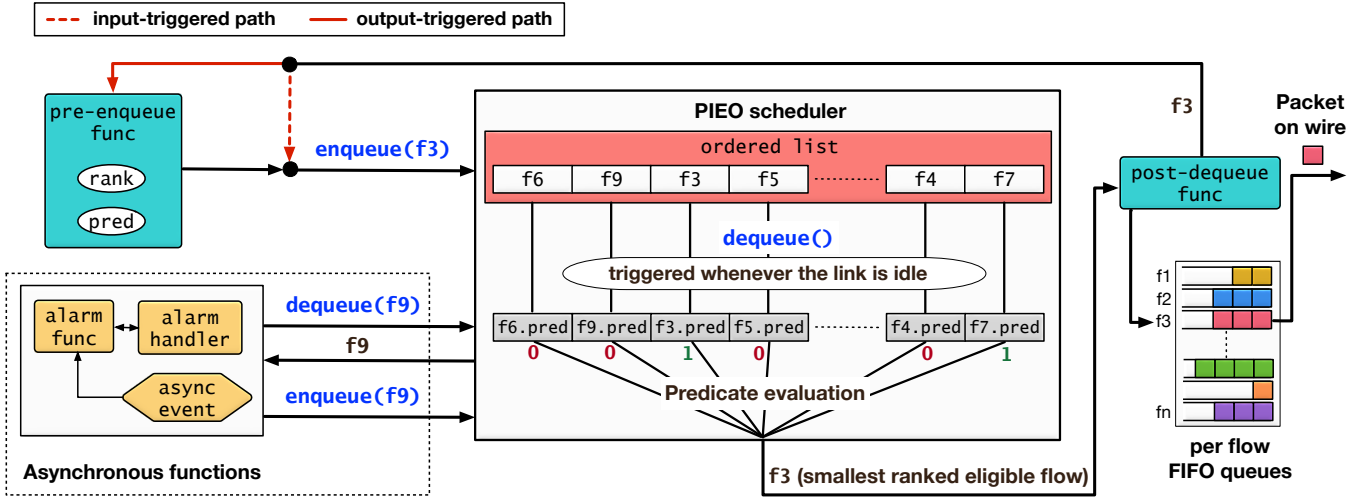 input-triggered path
output-triggered path
pre-enqueue
func
rank
pred
enqueue(f3)
PIEO scheduler
ordered list
f6
f9
f3
f5
f4
f7
dequeue()
triggered whenever the link is idle
f6.pred
f9.pred
f3.pred
f5.pred
f4.pred
f7.pred
0
0
1
0
0
1
Predicate evaluation
f3 (smallest ranked eligible flow)
alarm
func
alarm
handler
async
event
Asynchronous functions
dequeue(f9)
f9
enqueue(f9)
f3
Packet
on wire
post-dequeue
func
f1
f2
f3
fn
per flow
FIFO queues